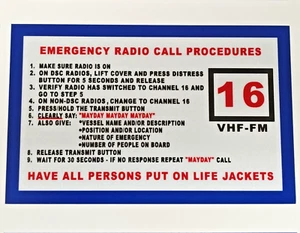 EMERGENCY RADIO CALL PROCEDURES
1. MAKE SURE RADIO IS ON
2. ON DSC RADIOS, LIFT COVER AND PRESS DISTRESS
BUTTON FOR 5 SECONDS AND RELEASE
3. VERIFY RADIO HAS SWITCHED TO CHANNEL 16 AND
GO TO STEP 5
4. ON NON-DSC RADIOS, CHANGE TO CHANNEL 16
5. PRESS/HOLD THE TRANSMIT BUTTON
6. CLEARLY SAY: "MAYDAY MAYDAY MAYDAY"
7. ALSO GIVE: *VESSEL NAME AND/OR DESCRIPTION
*POSITION AND/OR LOCATION
*NATURE OF EMERGENCY
*NUMBER OF PEOPLE ON BOARD
8. RELEASE TRANSMIT BUTTON
9. WAIT FOR 30 SECONDS - IF NO RESPONSE REPEAT "MAYDAY" CALL
16
VHF-FM
HAVE ALL PERSONS PUT ON LIFE JACKETS